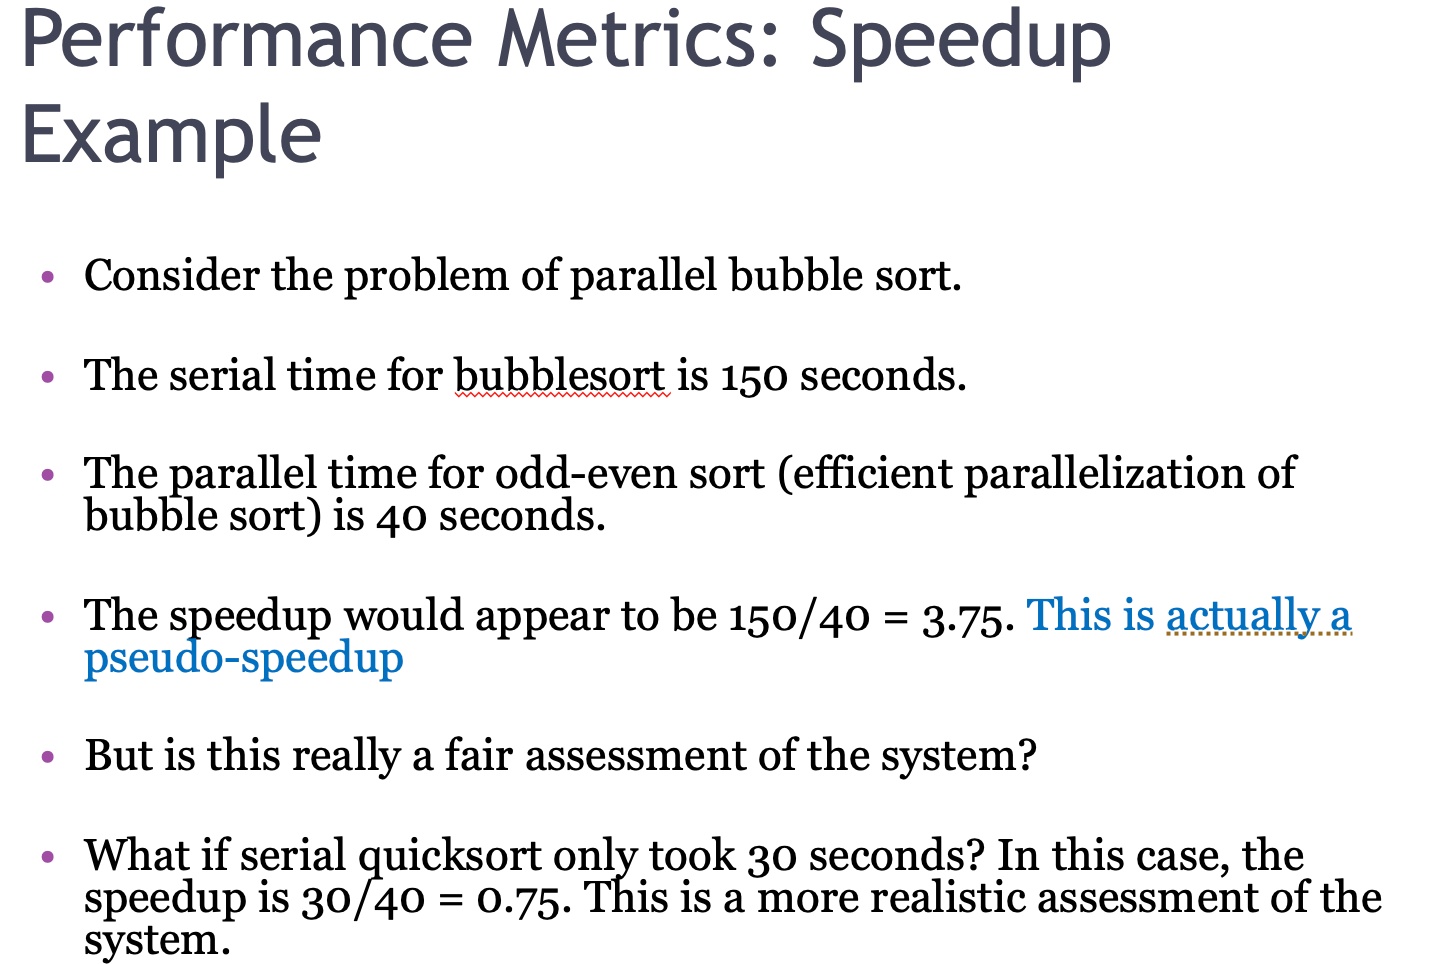 Performance Metrics: Speedup
Example
• Consider the problem of parallel bubble sort.
• The serial time for bubblesort is 150 seconds.
• The parallel time for odd-even sort (efficient parallelization of
bubble sort) is 40 seconds.
• The speedup would appear to be 150/40 = 3.75. This is actually a
pseudo-speedup
• But is this really a fair assessment of the system?
• What if serial quicksort only took 30 seconds? In this case, the
speedup is 30/40 = 0.75. This is a more realistic assessment of the
system.